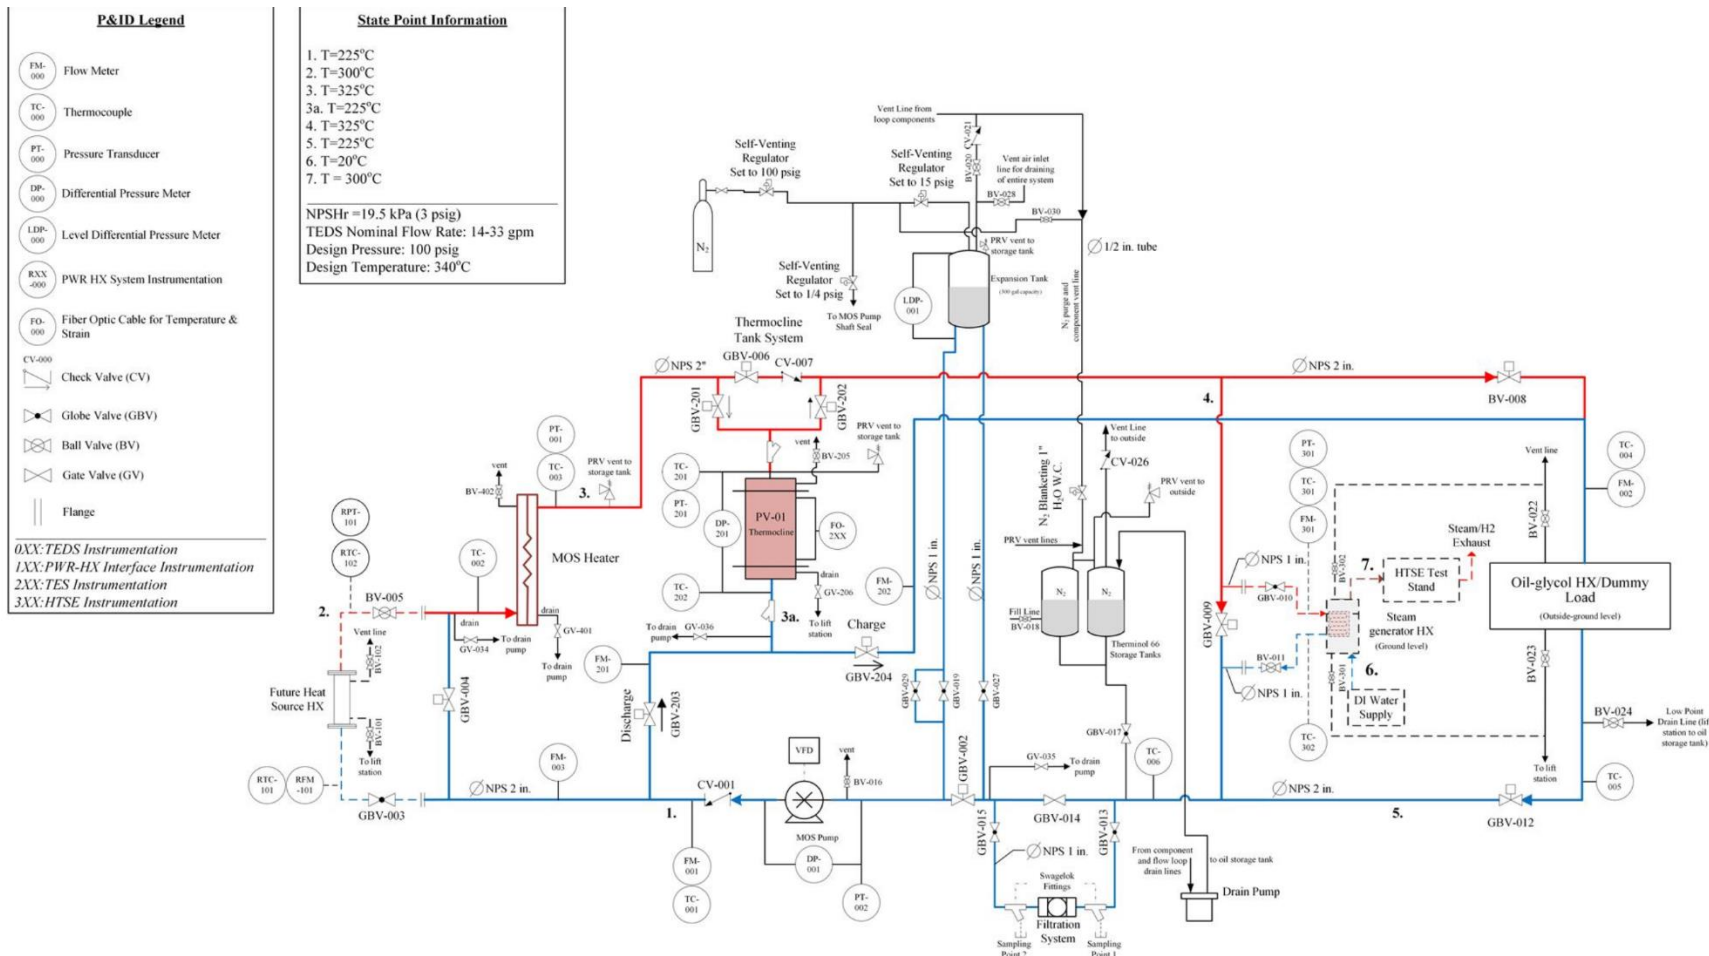 P&ID Legend
FM-
000
Flow Meter
TC-
000
Thermocouple
PT-
000
Pressure Transducer
DP-
000
Differential Pressure Meter
LDP-
000
Level Differential Pressure Meter
RXX
-000
PWR HX System Instrumentation
FO-
000
Fiber Optic Cable for Temperature &
Strain
CV-000
Check Valve (CV)
Globe Valve (GBV)
Ball Valve (BV)
Gate Valve (GV)
Flange
0XX:TEDS Instrumentation
1XX:PWR-HX Interface Instrumentation
2XX:TES Instrumentation
3XX:HTSE Instrumentation
State Point Information
1. T=225°C
2. T=300°C
3. T=325°C
3a. T=225°C
4. T=325°C
5. T=225°C
6. T=20°C
7. T = 300°C
NPSHr =19.5 kPa (3 psig)
TEDS Nominal Flow Rate: 14-33 gpm
Design Pressure: 100 psig
Design Temperature: 340°C
Vent Line from
loop components
CV-021
BV-020
Self-Venting
Regulator
Set to 100 psig
Self-Venting
Regulator
Set to 15 psig
Vent air inlet
line for draining
of entire system
BV-028
BV-030
N2
PRV vent to
storage tank
∅ 1/2 in. tube
Self-Venting
Regulator
Set to 1/4 psig
Expansion Tank
(300 gal capacity)
LDP-
001
To MOS Pump
Shaft Seal
N2 purge and
component vent line
Thermocline
Tank System
∅ NPS 2"
GBV-006
CV-007
∅ NPS 2 in.
GBV-201
GBV-202
4.
BV-008
PT-
001
TC-
003
PRV vent to
storage tank
3.
vent
BV-402
MOS Heater
vent
BV-205
PRV vent to
storage tank
TC-
201
PT-
201
DP-
201
PV-01
Thermocline
FO-
2XX
TC-
202
drain
GV-206
To lift
station
3a.
Vent Line
to outside
CV-026
PRV vent to
outside
N2 Blanketing 1"
H2O W.C.
PRV vent lines
N2
N2
Fill Line
BV-018
Therminol 66
Storage Tanks
∅ NPS 1 in.
∅ NPS 1 in.
FM-
202
PT-
301
TC-
301
FM-
301
Vent line
TC-
004
FM-
002
BV-022
Steam/H2
Exhaust
∅ NPS 1 in.
BV-302
7.
HTSE Test
Stand
GBV-010
Oil-glycol HX/Dummy
Load
(Outside-ground level)
Steam
generator HX
(Ground level)
GBV-009
BV-011
BV-301
6.
∅ NPS 1 in.
DI Water
Supply
BV-023
BV-024
Low Point
Drain Line (lift
station to oil
storage tank)
To lift
station
TC-
302
TC-
005
RPT-
101
RTC-
102
TC-
002
2.
BV-005
drain
GV-034
To drain
pump
drain
GV-401
To drain
pump
Vent line
BV-102
Future Heat
Source HX
BV-101
To lift
station
RTC-
101
RFM
-101
GBV-003
GBV-004
To drain
pump
GV-036
Charge
GBV-204
FM-
201
Discharge
GBV-203
∅ NPS 2 in.
FM-
003
CV-001
1.
VFD
vent
BV-016
MOS Pump
DP-
001
PT-
002
FM-
001
TC-
001
GBV-029
GBV-019
GBV-027
GBV-002
GV-035
To drain
pump
GBV-017
TC-
006
GBV-014
GBV-015
GBV-013
∅ NPS 1 in.
∅ NPS 2 in.
5.
GBV-012
Swagelok
Fittings
Filtration
System
Sampling
Point 2
Sampling
Point 1
From component
and flow loop
drain lines
to oil storage tank
Drain Pump